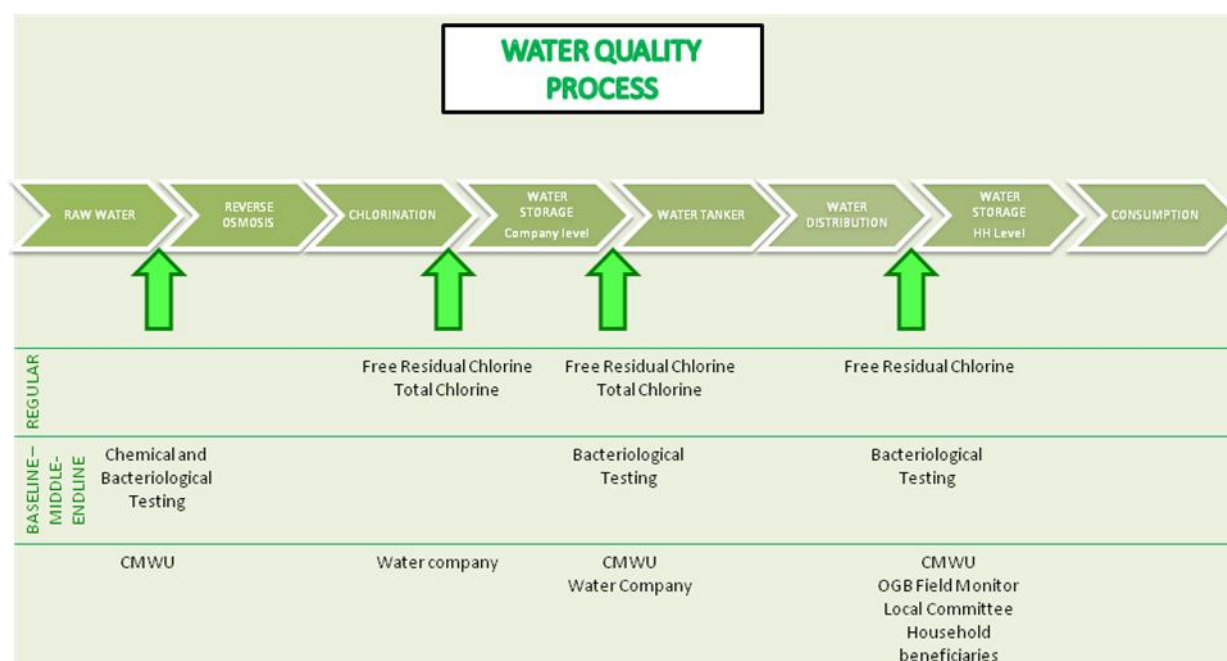 WATER QUALITY
PROCESS
RAW WATER
REVERSE
OSMOSIS
CHLORINATION
WATER
STORAGE
Company level
WATER TANKER
WATER
DISTRIBUTION
WATER
STORAGE
HH Level
CONSUMPTION
REGULAR
Free Residual Chlorine
Total Chlorine
Free Residual Chlorine
Total Chlorine
Free Residual Chlorine
BASELINE–
MIDDLE-
ENDLINE
Chemical and
Bacteriological
Testing
Bacteriological
Testing
Bacteriological
Testing
CMWU
Water company
CMWU
Water Company
CMWU
OGB Field Monitor
Local Committee
Household
beneficiaries